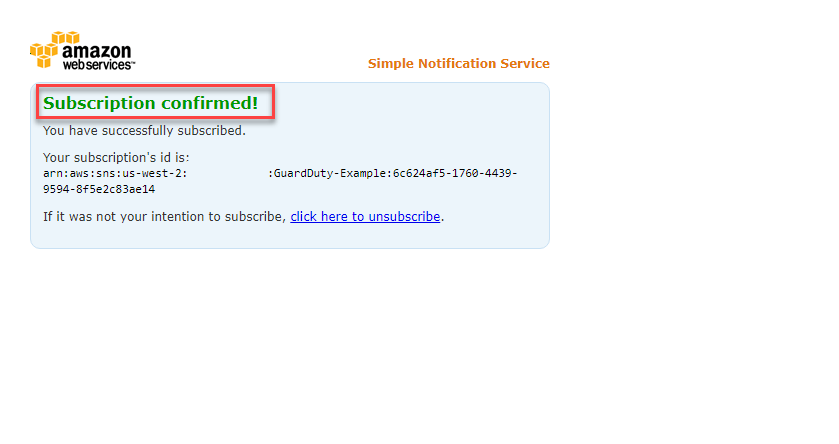 amazon
webservices™
Simple Notification Service
Subscription confirmed!
You have successfully subscribed.
Your subscription's id is:
arn:aws:sns:us-west-2: :GuardDuty-Example:6c624af5-1760-4439-
9594-8f5e2c83ae14
If it was not your intention to subscribe, click here to unsubscribe.